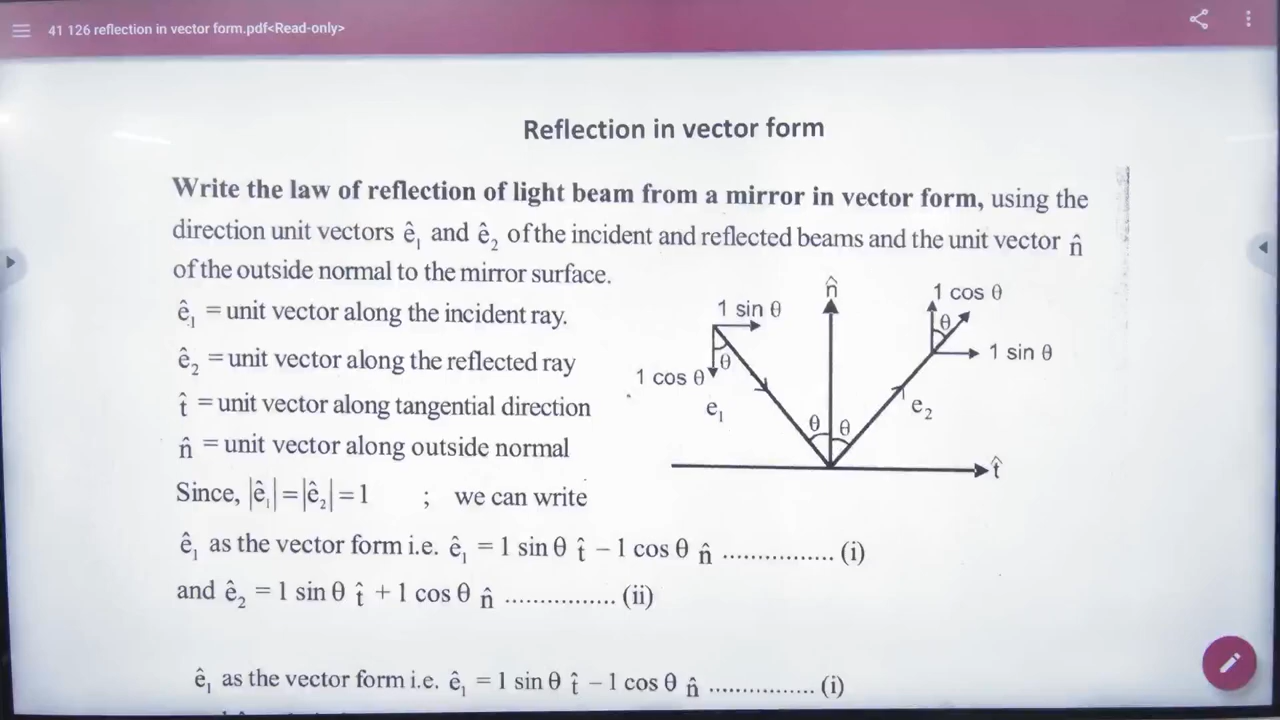 41 126 reflection in vector form.pdf<Read-only>
Reflection in vector form
Write the law of reflection of light beam from a mirror in vector form, using the
direction unit vectors ê₁ and ê₂ of the incident and reflected beams and the unit vector n̂
of the outside normal to the mirror surface.
ê₁ = unit vector along the incident ray.
ê₂ = unit vector along the reflected ray
t̂ = unit vector along tangential direction
n̂ = unit vector along outside normal
Since, |ê₁| = |ê₂| = 1 ; we can write
n̂
1 sin θ
1 cos θ
1 cos θ
θ
θ
1 sin θ
e₁
e₂
θ
θ
t̂
ê₁ as the vector form i.e. ê₁ = 1 sin θ t̂ – 1 cos θ n̂ ................ (i)
and ê₂ = 1 sin θ t̂ + 1 cos θ n̂ ................ (ii)
ê₁ as the vector form i.e. ê₁ = 1 sin θ t̂ – 1 cos θ n̂ ................ (i)